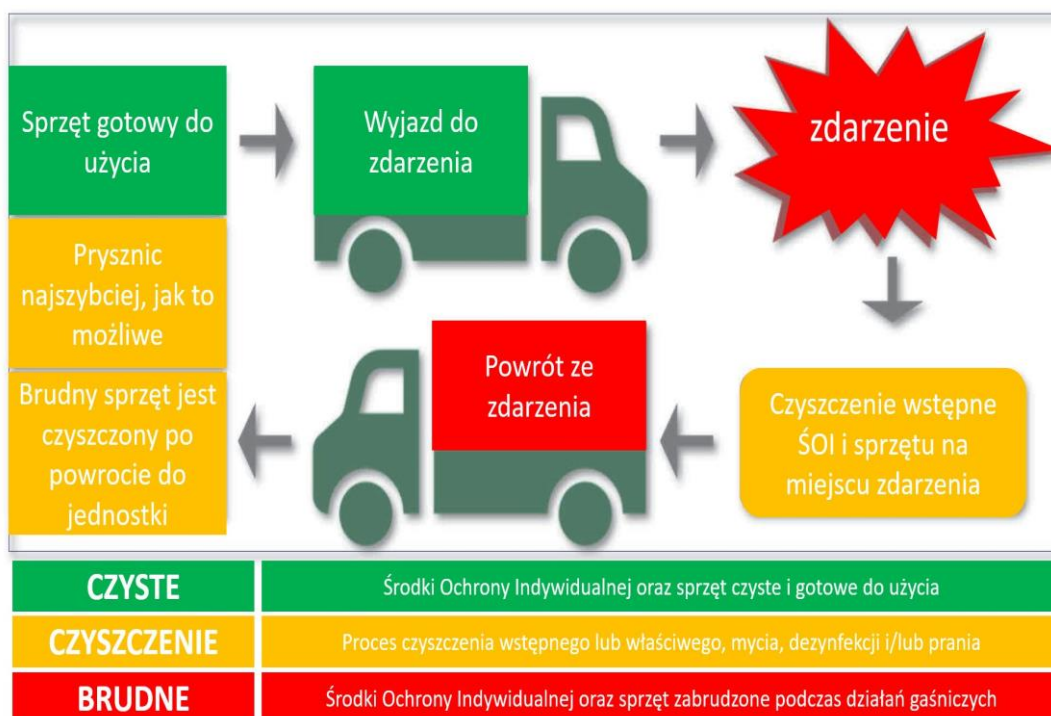 Sprzęt gotowy do
użycia
Wyjazd do
zdarzenia
zdarzenie
Prysznic
najszybciej, jak to
możliwe
Brudny sprzęt jest
czyszczony po
powrocie do
jednostki
Powrót ze
zdarzenia
Czyszczenie wstępne
ŚOI i sprzętu na
miejscu zdarzenia
CZYSTE
Środki Ochrony Indywidualnej oraz sprzęt czyste i gotowe do użycia
CZYSZCZENIE
Proces czyszczenia wstępnego lub właściwego, mycia, dezynfekcji i/lub prania
BRUDNE
Środki Ochrony Indywidualnej oraz sprzęt zabrudzone podczas działań gaśniczych